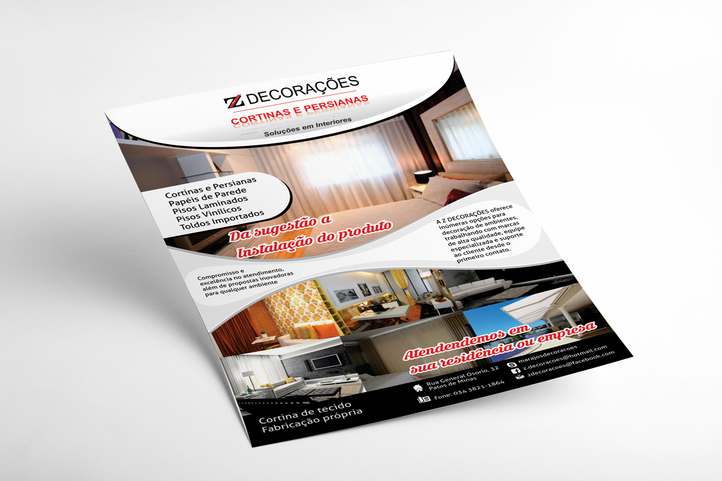 Z DECORAÇÕES
CORTINAS E PERSIANAS
Soluções em Interiores
Cortinas e Persianas
Papéis de Parede
Pisos Laminados
Pisos Vinílicos
Toldos Importados
Da sugestão a
Instalação do produto
A Z DECORAÇÕES oferece
inúmeras opções para
decoração de ambientes,
trabalhando com marcas
de alta qualidade, equipe
especializada e suporte
ao cliente desde o
primeiro contato.
Compromisso e
excelência no atendimento,
além de propostas inovadoras
para qualquer ambiente
Atendendemos em
sua residência ou empresa
Cortina de tecido
Fabricação própria
Rua General Osorio, 32
Patos de Minas
Fone: 034 3821-1864
marajosdecoracoes
z.decoracoes@hotmail.com
zdecoracoes@facebook.com